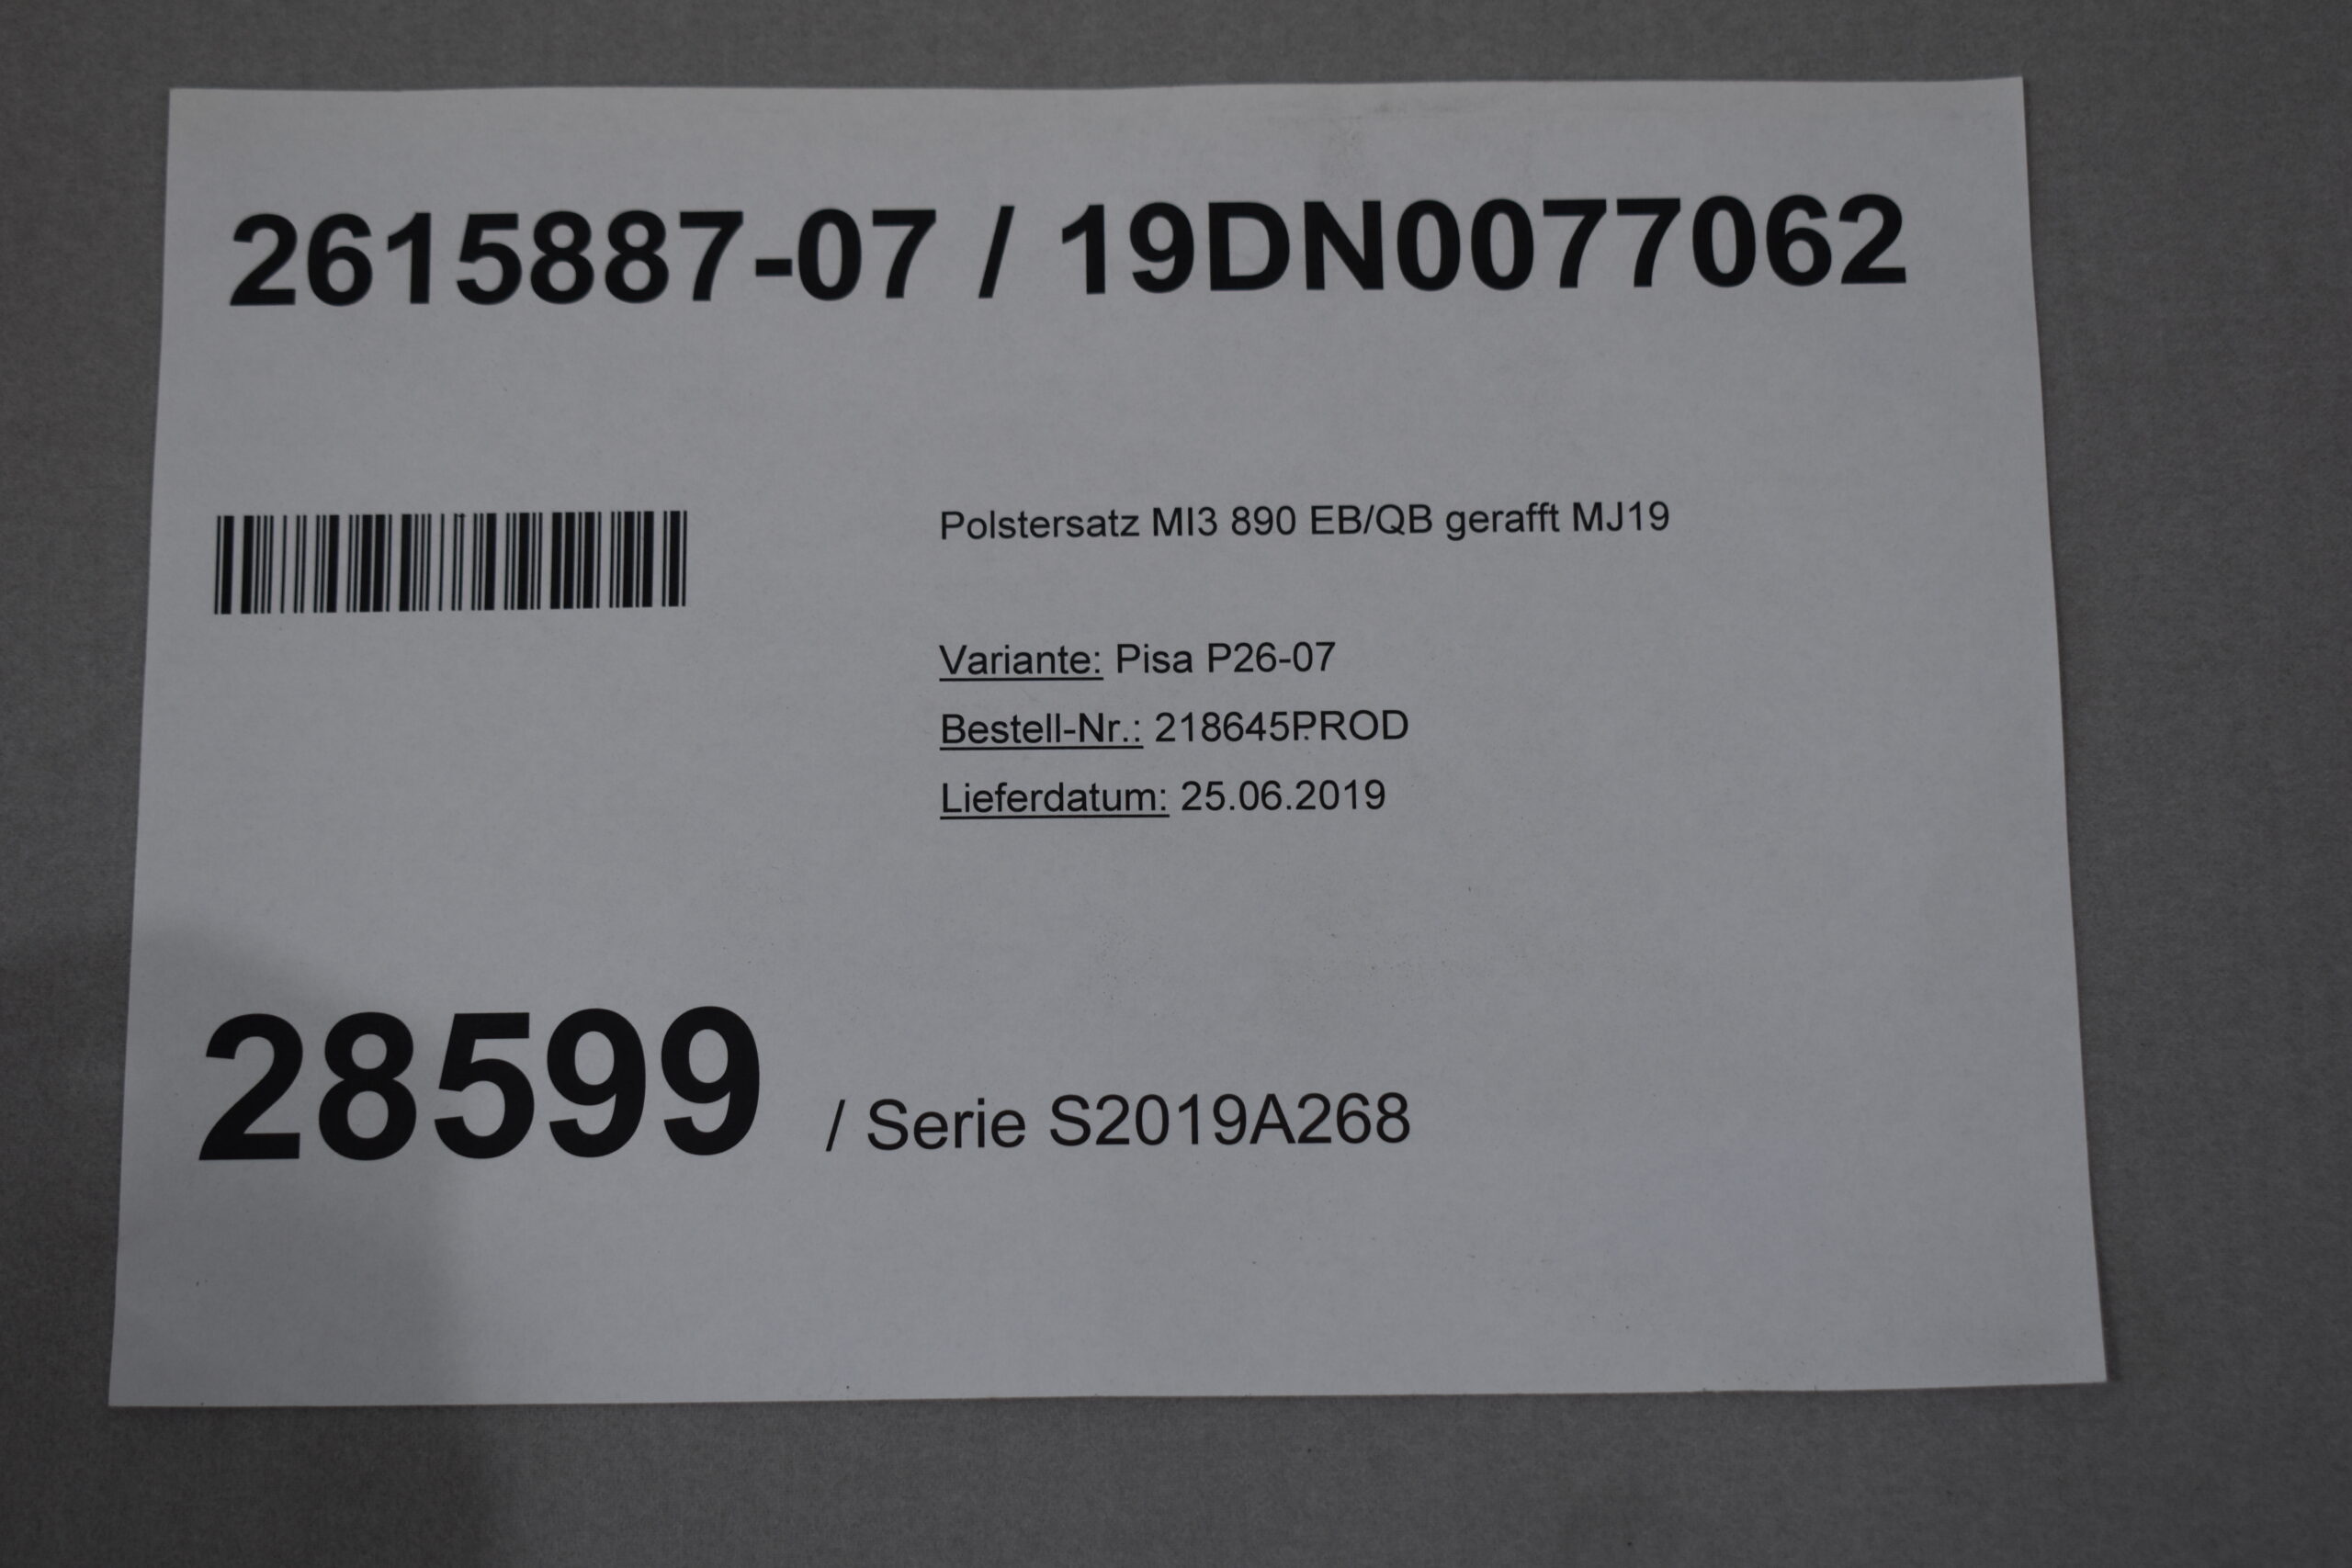 2615887-07 / 19DN0077062
Polstersatz MI3 890 EB/QB gerafft MJ19
Variante: Pisa P26-07
Bestell-Nr.: 218645PROD
Lieferdatum: 25.06.2019
28599 / Serie S2019A268